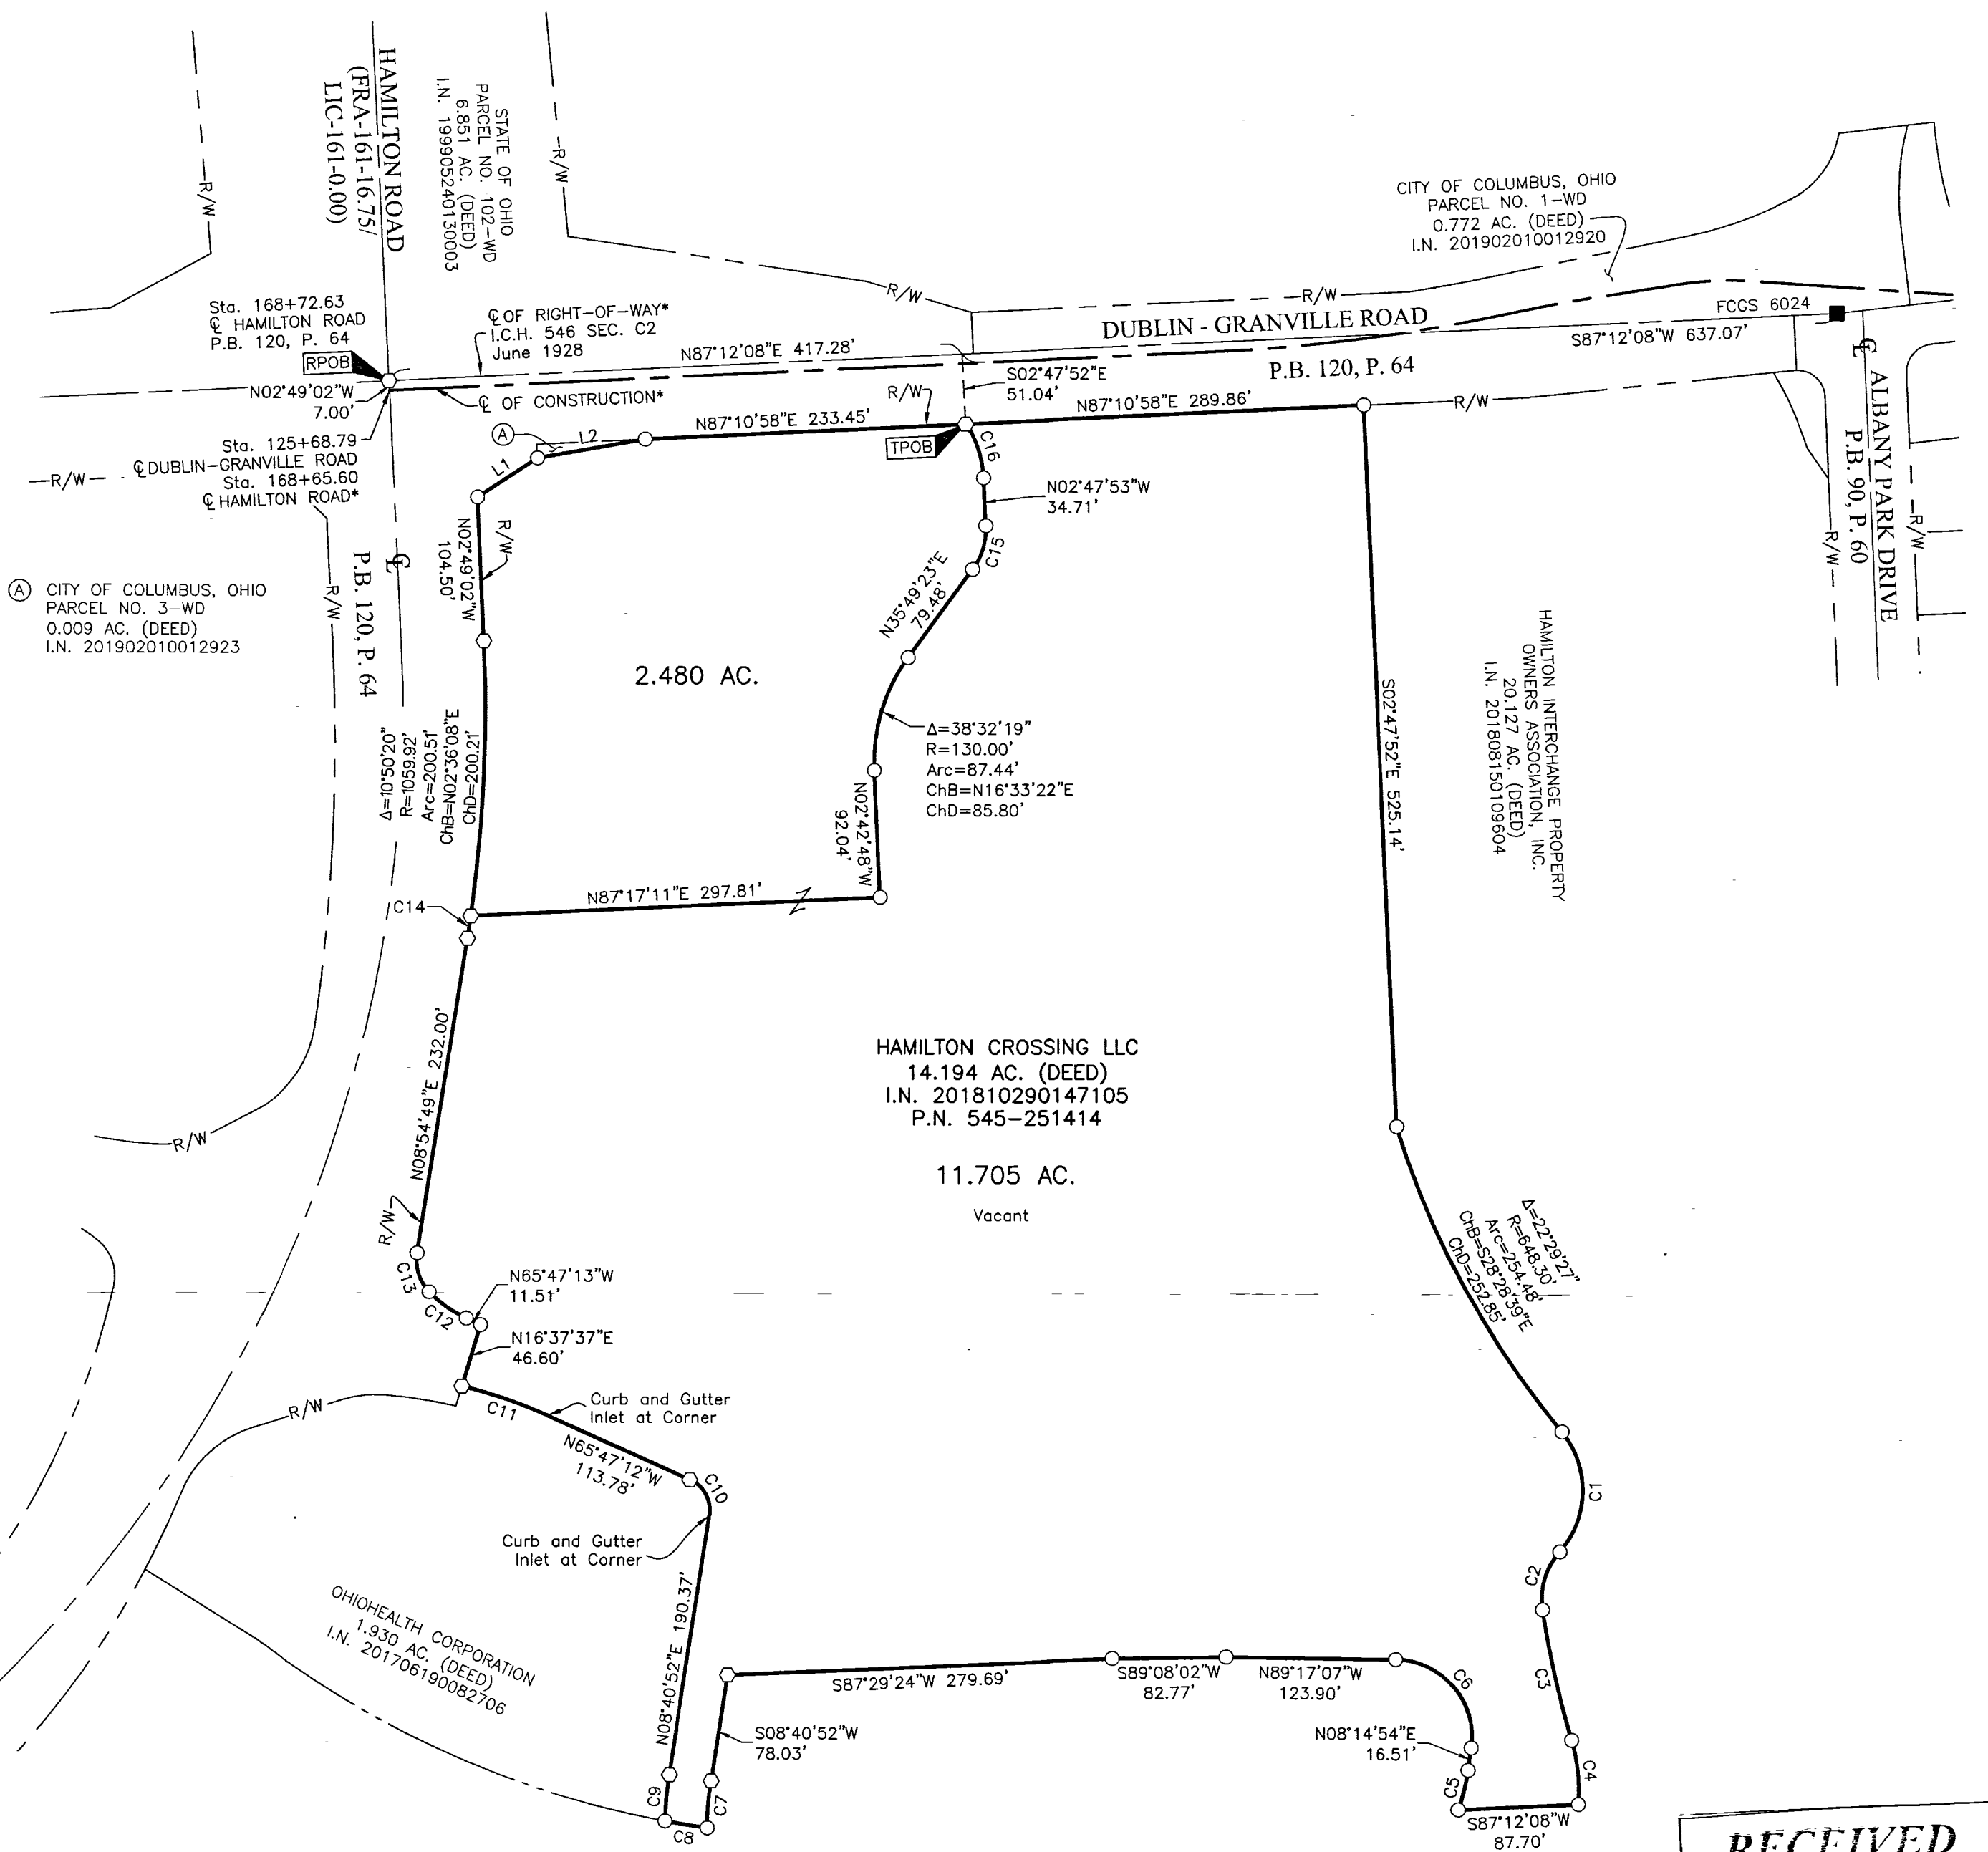 HAMILTON ROAD
(FRA-161-16.75/
LIC-161-0.00)
STATE OF OHIO
PARCEL NO. 102-WD
6.851 AC. (DEED)
I.N. 199905240130003
R/W
R/W
CITY OF COLUMBUS, OHIO
PARCEL NO. 1-WD
0.772 AC. (DEED)
I.N. 201902010012920
Sta. 168+72.63
℄ HAMILTON ROAD
P.B. 120, P. 64
RPOB
N02°49'02"W
7.00'
Sta. 125+68.79
℄ DUBLIN-GRANVILLE ROAD
Sta. 168+65.60
℄ HAMILTON ROAD*
R/W
℄ OF RIGHT-OF-WAY*
I.C.H. 546 SEC. C2
June 1928
N87°12'08"E 417.28'
℄ OF CONSTRUCTION*
R/W
R/W
DUBLIN - GRANVILLE ROAD
P.B. 120, P. 64
FCGS 6024
S87°12'08"W 637.07'
S02°47'52"E
51.04'
R/W
N87°10'58"E 233.45'
N87°10'58"E 289.86'
R/W
TPOB
A
L2
L1
C16
N02°47'53"W
34.71'
C15
N35°49'23"E
79.48'
℄ ALBANY PARK DRIVE
P.B. 90, P. 60
R/W
R/W
A CITY OF COLUMBUS, OHIO
PARCEL NO. 3-WD
0.009 AC. (DEED)
I.N. 201902010012923
R/W
℄
P.B. 120, P. 64
R/W
N02°49'02"W
104.50'
2.480 AC.
Δ=10°50'20"
R=1059.92'
Arc=200.51'
ChB=N02°36'08"E
ChD=200.21'
Δ=38°32'19"
R=130.00'
Arc=87.44'
ChB=N16°33'22"E
ChD=85.80'
N02°42'48"W
92.04'
N87°17'11"E 297.81'
C14
S02°47'52"E 525.14'
HAMILTON INTERCHANGE PROPERTY
OWNERS ASSOCIATION, INC.
20.127 AC. (DEED)
I.N. 201808150109604
N08°54'49"E 232.00'
R/W
R/W
HAMILTON CROSSING LLC
14.194 AC. (DEED)
I.N. 201810290147105
P.N. 545-251414
11.705 AC.
Vacant
Δ=22°29'27"
R=648.30'
Arc=254.48'
ChB=S28°28'39"E
ChD=252.85'
C13
C12
N65°47'13"W
11.51'
N16°37'37"E
46.60'
R/W
C11
Curb and Gutter
Inlet at Corner
N65°47'12"W
113.78'
C10
Curb and Gutter
Inlet at Corner
C1
C2
C3
C4
OHIOHEALTH CORPORATION
1.930 AC. (DEED)
I.N. 201706190082706
N08°40'52"E 190.37'
S87°29'24"W 279.69'
S89°08'02"W
82.77'
N89°17'07"W
123.90'
C6
S08°40'52"W
78.03'
N08°14'54"E
16.51'
C5
C9
C7
C8
S87°12'08"W
87.70'
RECEIVED